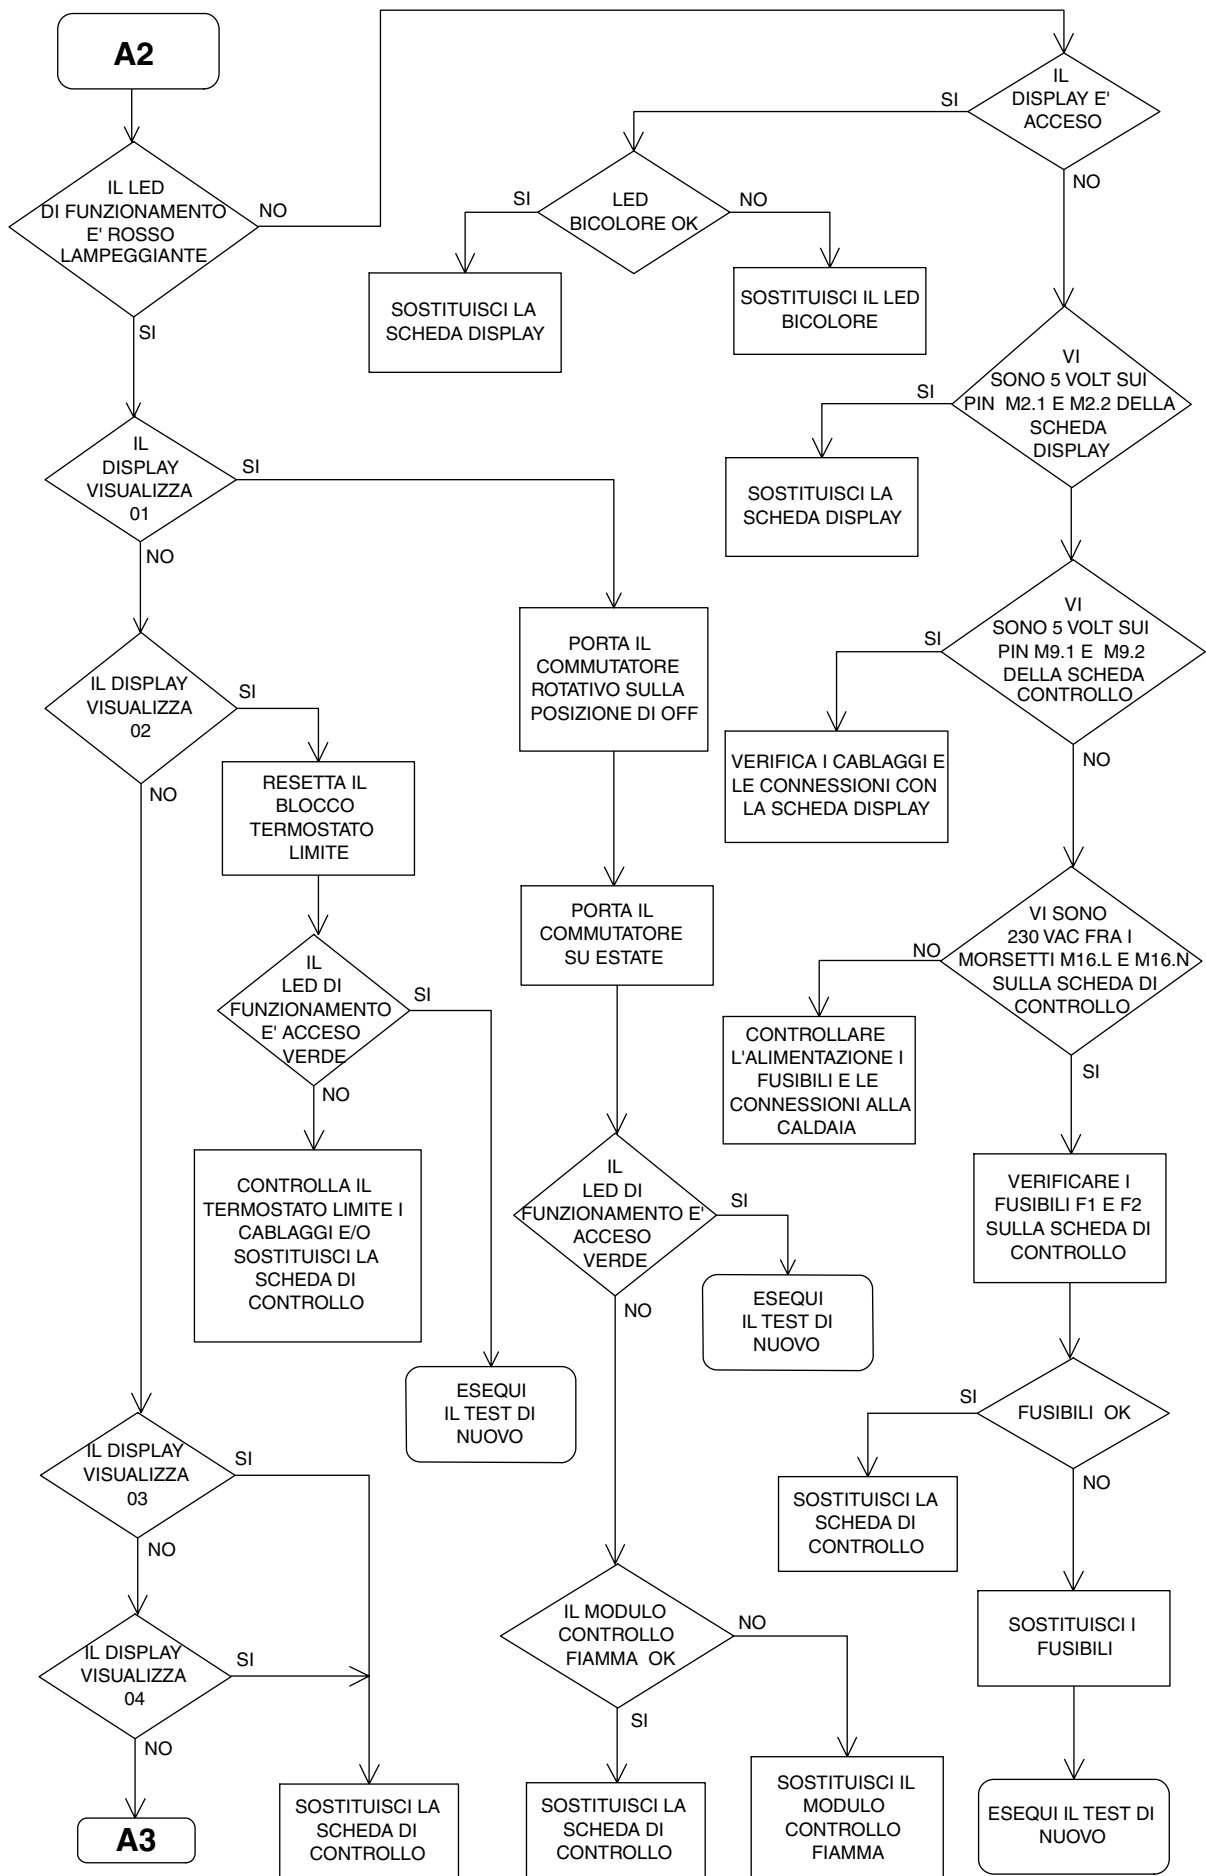 A2
IL LED
DI FUNZIONAMENTO
E' ROSSO
LAMPEGGIANTE
NO
SI
IL
DISPLAY E'
ACCESO
SI
NO
LED
BICOLORE OK
SI
NO
SOSTITUISCI LA
SCHEDA DISPLAY
SOSTITUISCI IL LED
BICOLORE
VI
SONO 5 VOLT SUI
PIN M2.1 E M2.2 DELLA
SCHEDA
DISPLAY
SI
SOSTITUISCI LA
SCHEDA DISPLAY
IL
DISPLAY
VISUALIZZA
01
SI
NO
VI
SONO 5 VOLT SUI
PIN M9.1 E M9.2
DELLA SCHEDA
CONTROLLO
SI
NO
VERIFICA I CABLAGGI E
LE CONNESSIONI CON
LA SCHEDA DISPLAY
PORTA IL
COMMUTATORE
ROTATIVO SULLA
POSIZIONE DI OFF
IL DISPLAY
VISUALIZZA
02
SI
NO
RESETTA IL
BLOCCO
TERMOSTATO
LIMITE
PORTA IL
COMMUTATORE
SU ESTATE
VI SONO
230 VAC FRA I
MORSETTI M16.L E M16.N
SULLA SCHEDA DI
CONTROLLO
NO
SI
CONTROLLARE
L'ALIMENTAZIONE I
FUSIBILI E LE
CONNESSIONI ALLA
CALDAIA
IL
LED DI
FUNZIONAMENTO
E' ACCESO
VERDE
SI
NO
CONTROLLA IL
TERMOSTATO LIMITE I
CABLAGGI E/O
SOSTITUISCI LA
SCHEDA DI
CONTROLLO
IL
LED DI
FUNZIONAMENTO E'
ACCESO
VERDE
SI
NO
VERIFICARE I
FUSIBILI F1 E F2
SULLA SCHEDA DI
CONTROLLO
ESEQUI
IL TEST DI
NUOVO
ESEQUI
IL TEST DI
NUOVO
FUSIBILI OK
SI
NO
SOSTITUISCI LA
SCHEDA DI
CONTROLLO
IL DISPLAY
VISUALIZZA
03
SI
NO
IL MODULO
CONTROLLO
FIAMMA OK
NO
SI
SOSTITUISCI I
FUSIBILI
IL DISPLAY
VISUALIZZA
04
SI
NO
A3
SOSTITUISCI LA
SCHEDA DI
CONTROLLO
SOSTITUISCI LA
SCHEDA DI
CONTROLLO
SOSTITUISCI IL
MODULO
CONTROLLO
FIAMMA
ESEQUI IL TEST DI
NUOVO